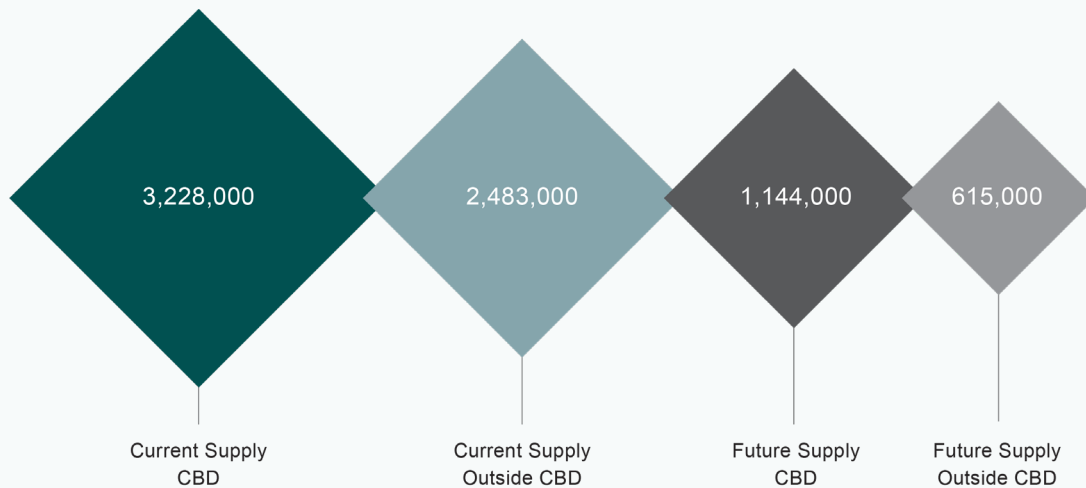 3,228,000
2,483,000
1,144,000
615,000
Current Supply
CBD
Current Supply
Outside CBD
Future Supply
CBD
Future Supply
Outside CBD